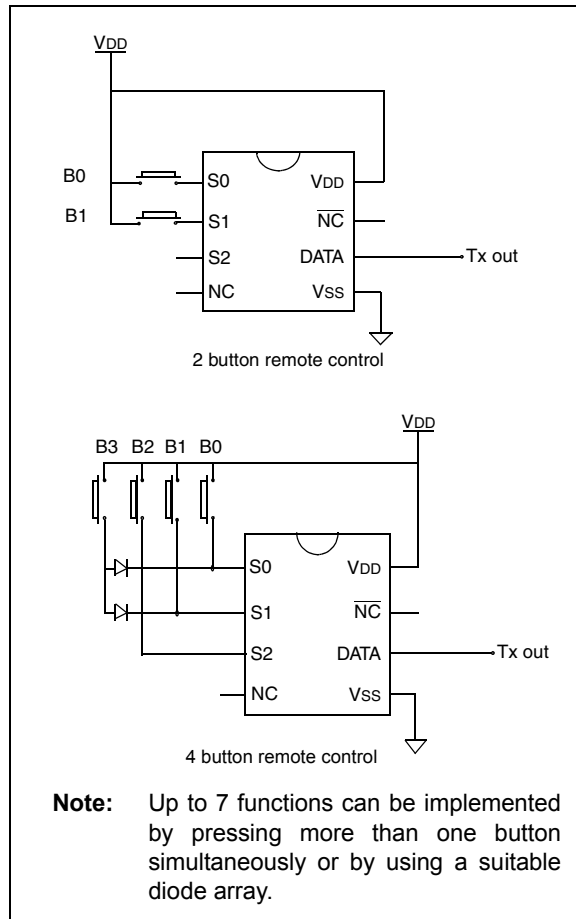 VDD
B0
S0
VDD
B1
S1
NC
S2
DATA
Tx out
NC
VSS
2 button remote control
VDD
B3 B2 B1 B0
S0
VDD
S1
NC
S2
DATA
Tx out
NC
VSS
4 button remote control
Note: Up to 7 functions can be implemented
by pressing more than one button
simultaneously or by using a suitable
diode array.